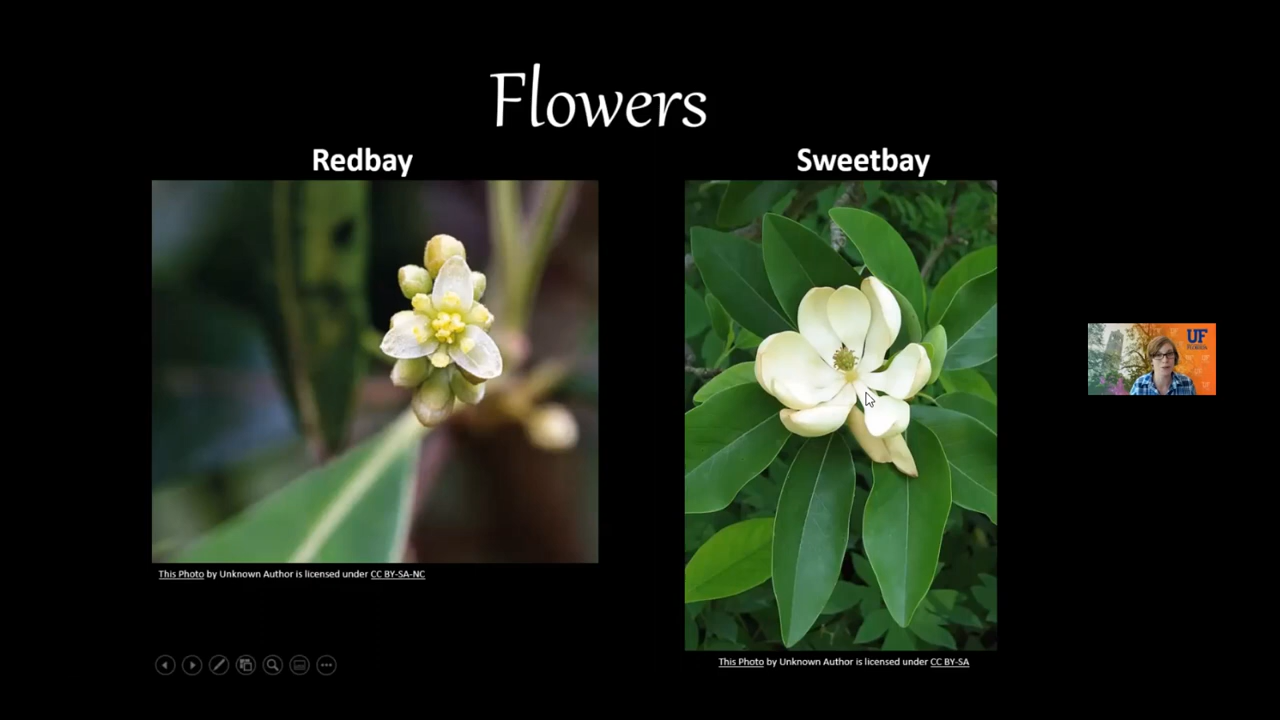 Flowers
Redbay
Sweetbay
This Photo by Unknown Author is licensed under CC BY-SA-NC
This Photo by Unknown Author is licensed under CC BY-SA
UF